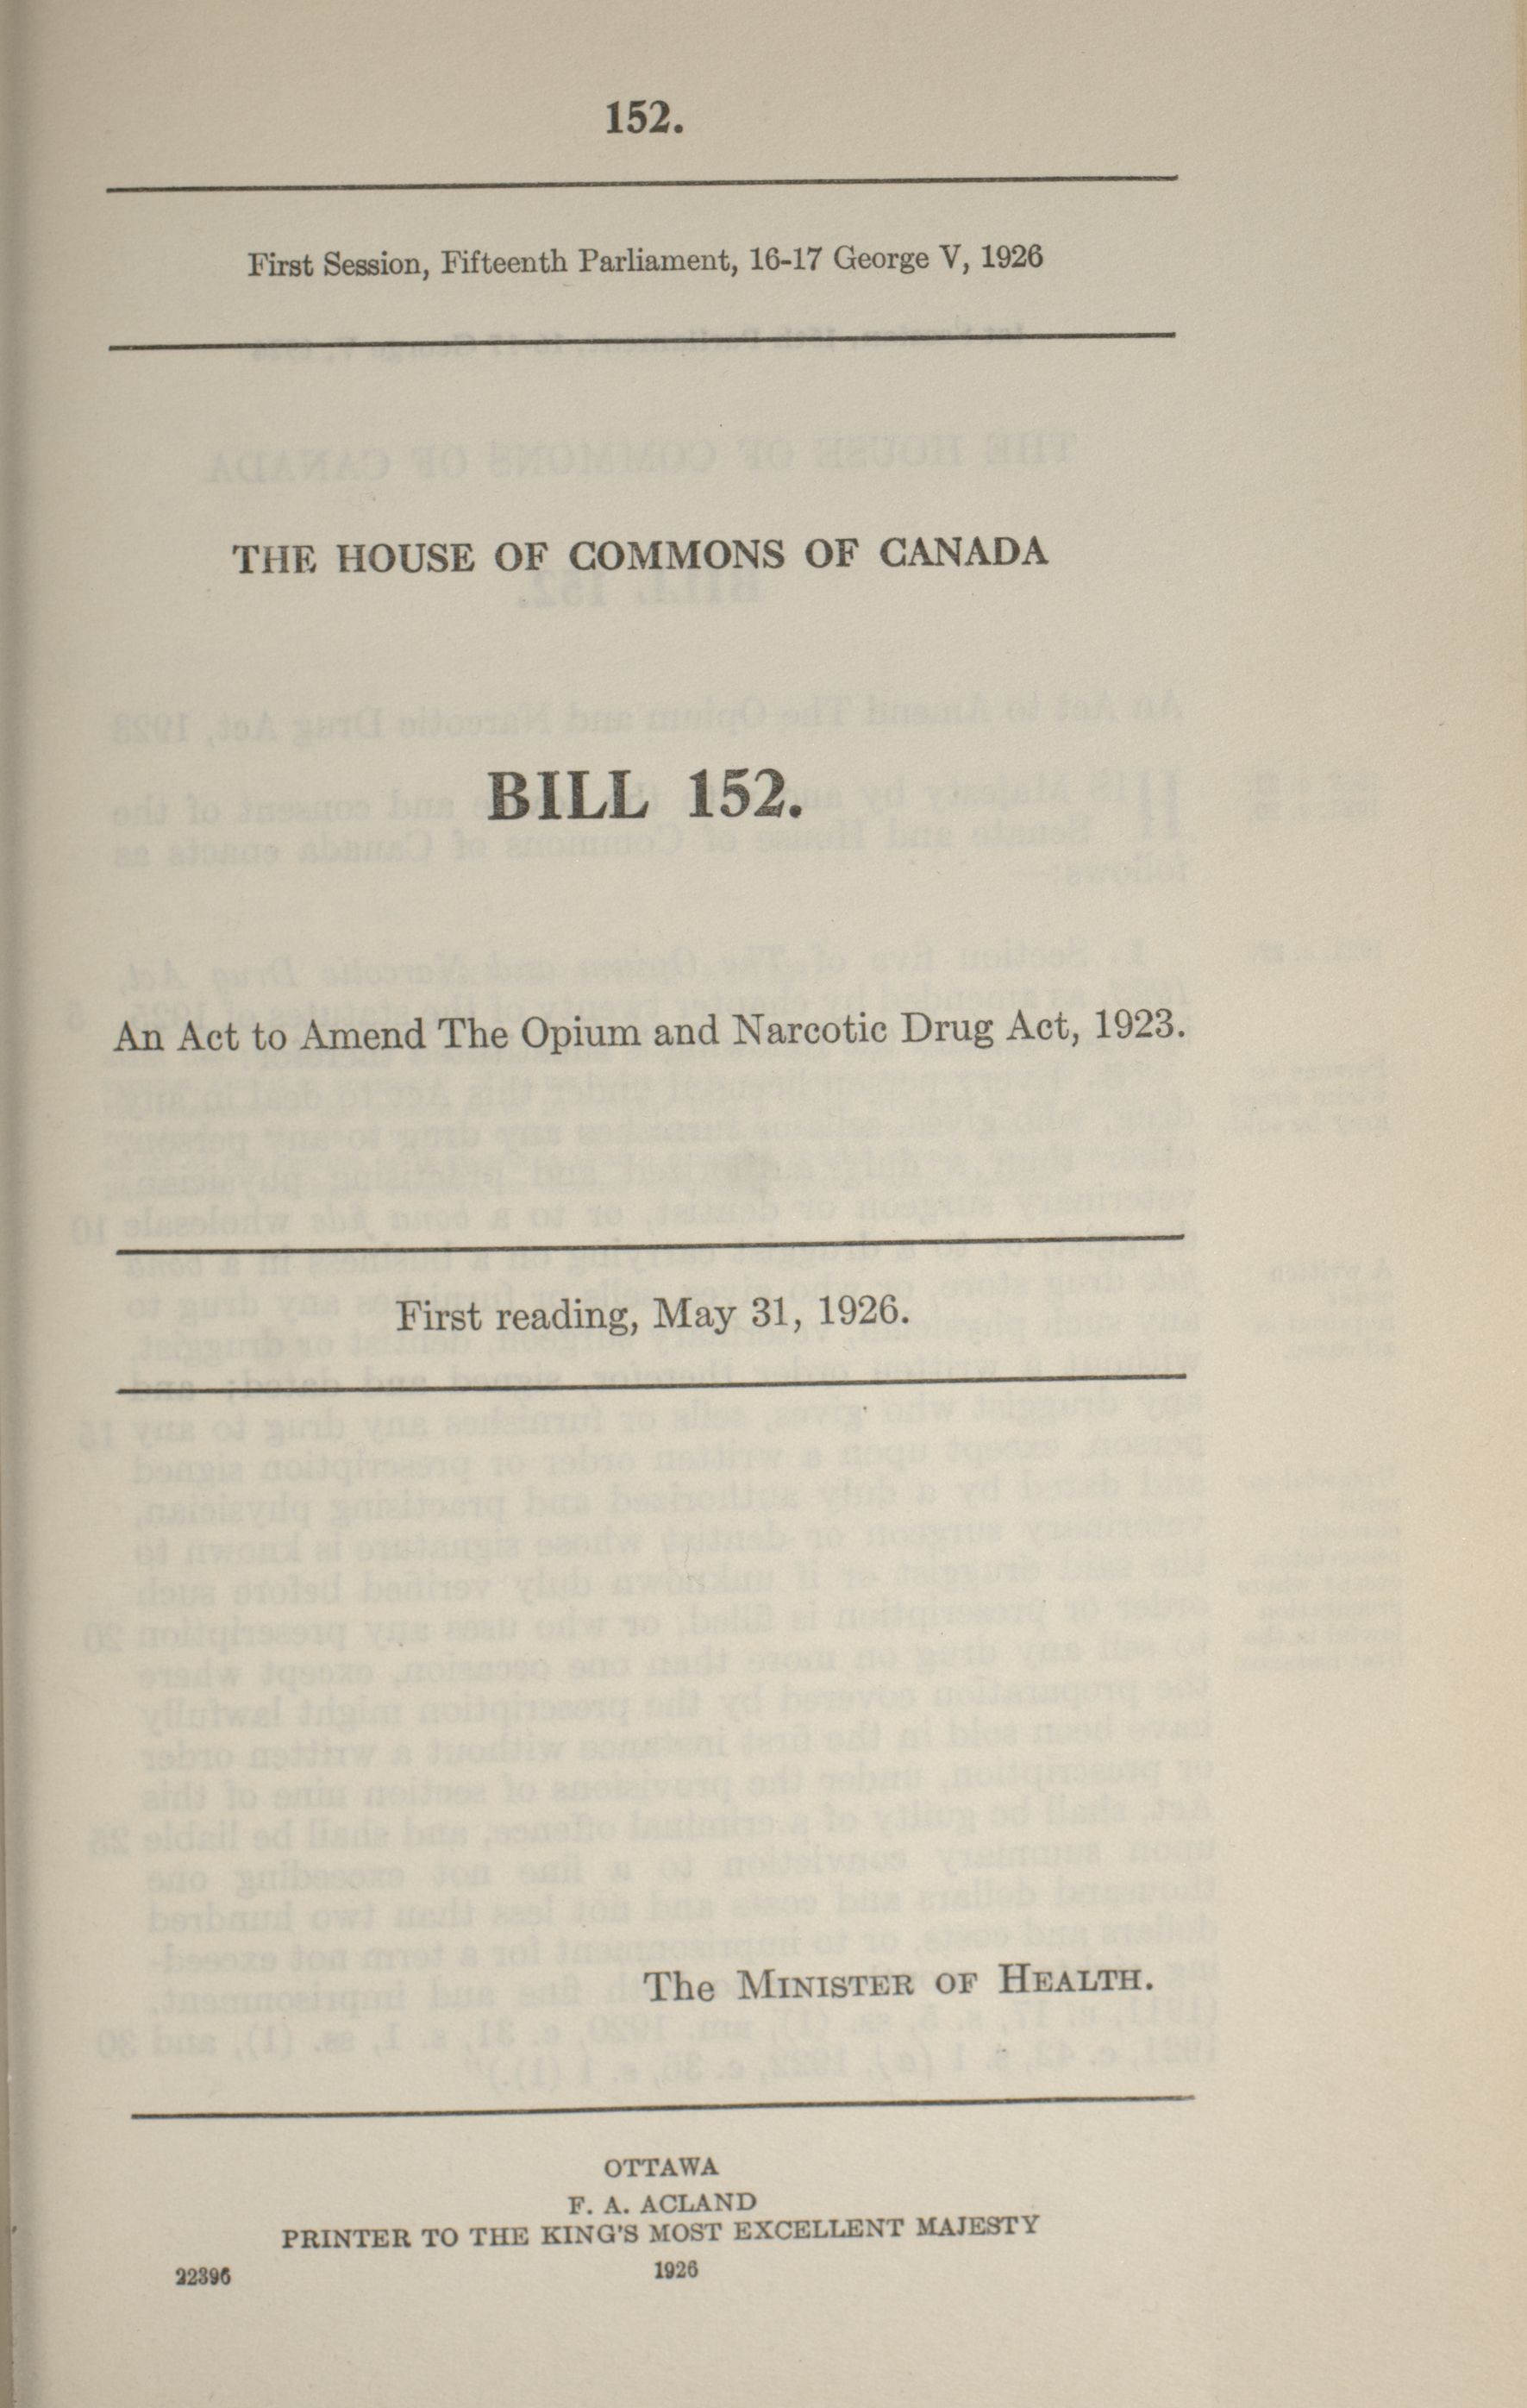 152.
First Session, Fifteenth Parliament, 16-17 George V, 1926
THE HOUSE OF COMMONS OF CANADA
BILL 152.
An Act to Amend The Opium and Narcotic Drug Act, 1923.
First reading, May 31, 1926.
The MINISTER OF HEALTH.
OTTAWA
F. A. ACLAND
PRINTER TO THE KING'S MOST EXCELLENT MAJESTY
22396 1926